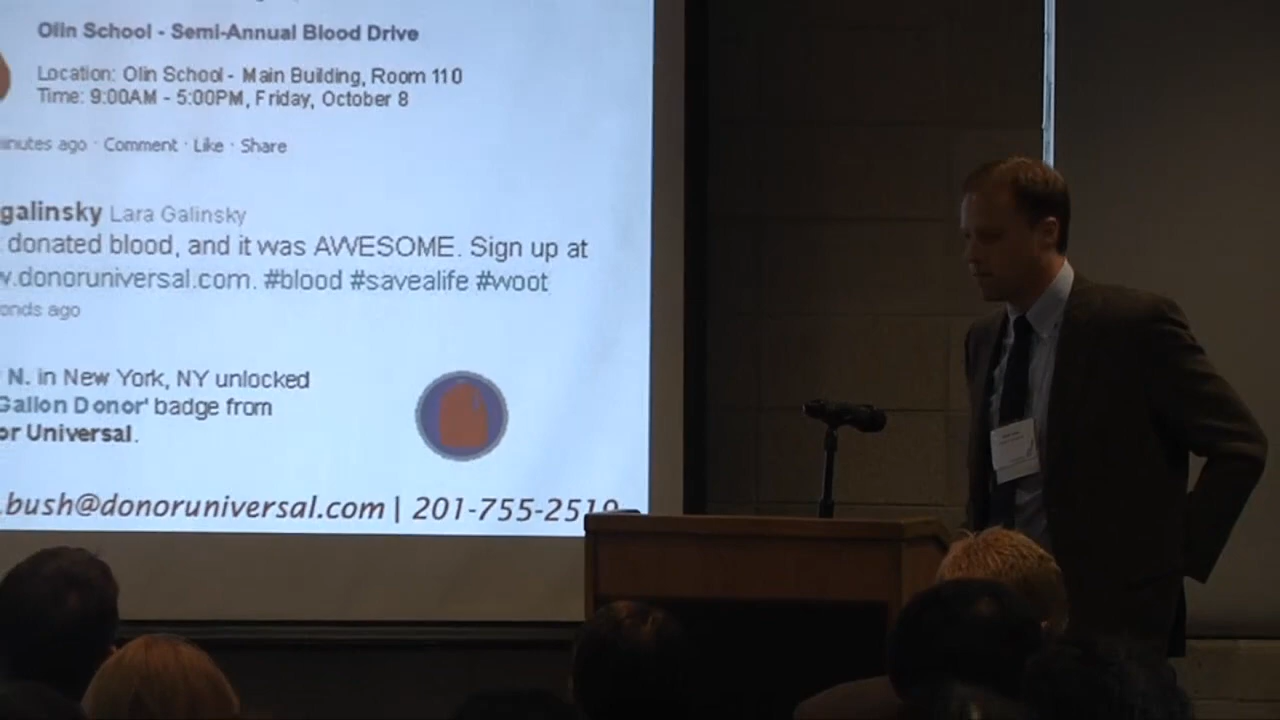 Olin School - Semi-Annual Blood Drive
Location: Olin School - Main Building, Room 110
Time: 9:00AM - 5:00PM, Friday, October 8
inutes ago · Comment · Like · Share
galinsky Lara Galinsky
donated blood, and it was AWESOME. Sign up at
w.donoruniversal.com. #blood #savealife #woot
onds ago
N. in New York, NY unlocked
Gallon Donor' badge from
or Universal.
.bush@donoruniversal.com | 201-755-2519